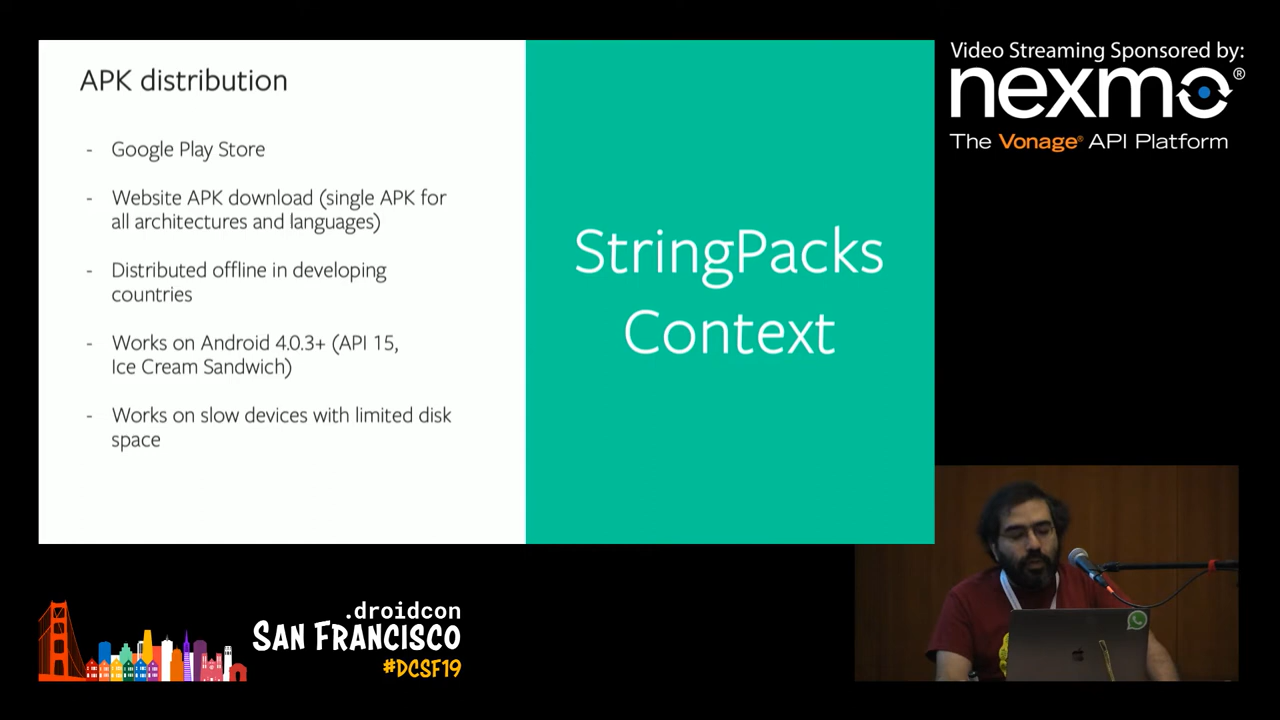 APK distribution
- Google Play Store
- Website APK download (single APK for
all architectures and languages)
- Distributed offline in developing
countries
- Works on Android 4.0.3+ (API 15,
Ice Cream Sandwich)
- Works on slow devices with limited disk
space
StringPacks
Context
Video Streaming Sponsored by:
nexmo®
The Vonage® API Platform
.droidcon
SAN FRANCISCO
#DCSF19